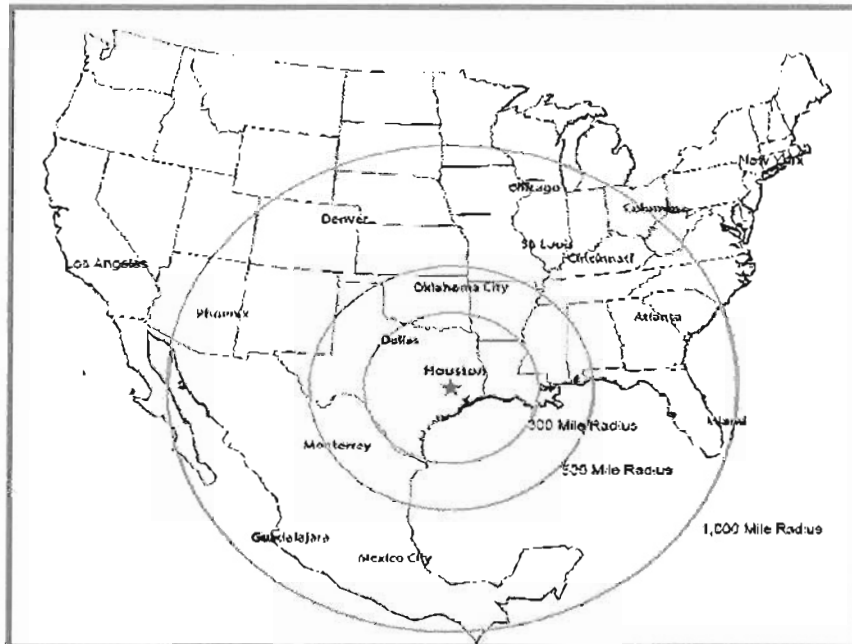 New York
Chicago
Columbus
Denver
St Louis
Cincinnati
Los Angeles
Oklahoma City
Phoenix
Atlanta
Dallas
Houston
Miami
300 Mile Radius
Monterrey
500 Mile Radius
1,000 Mile Radius
Guadalajara
Mexico City